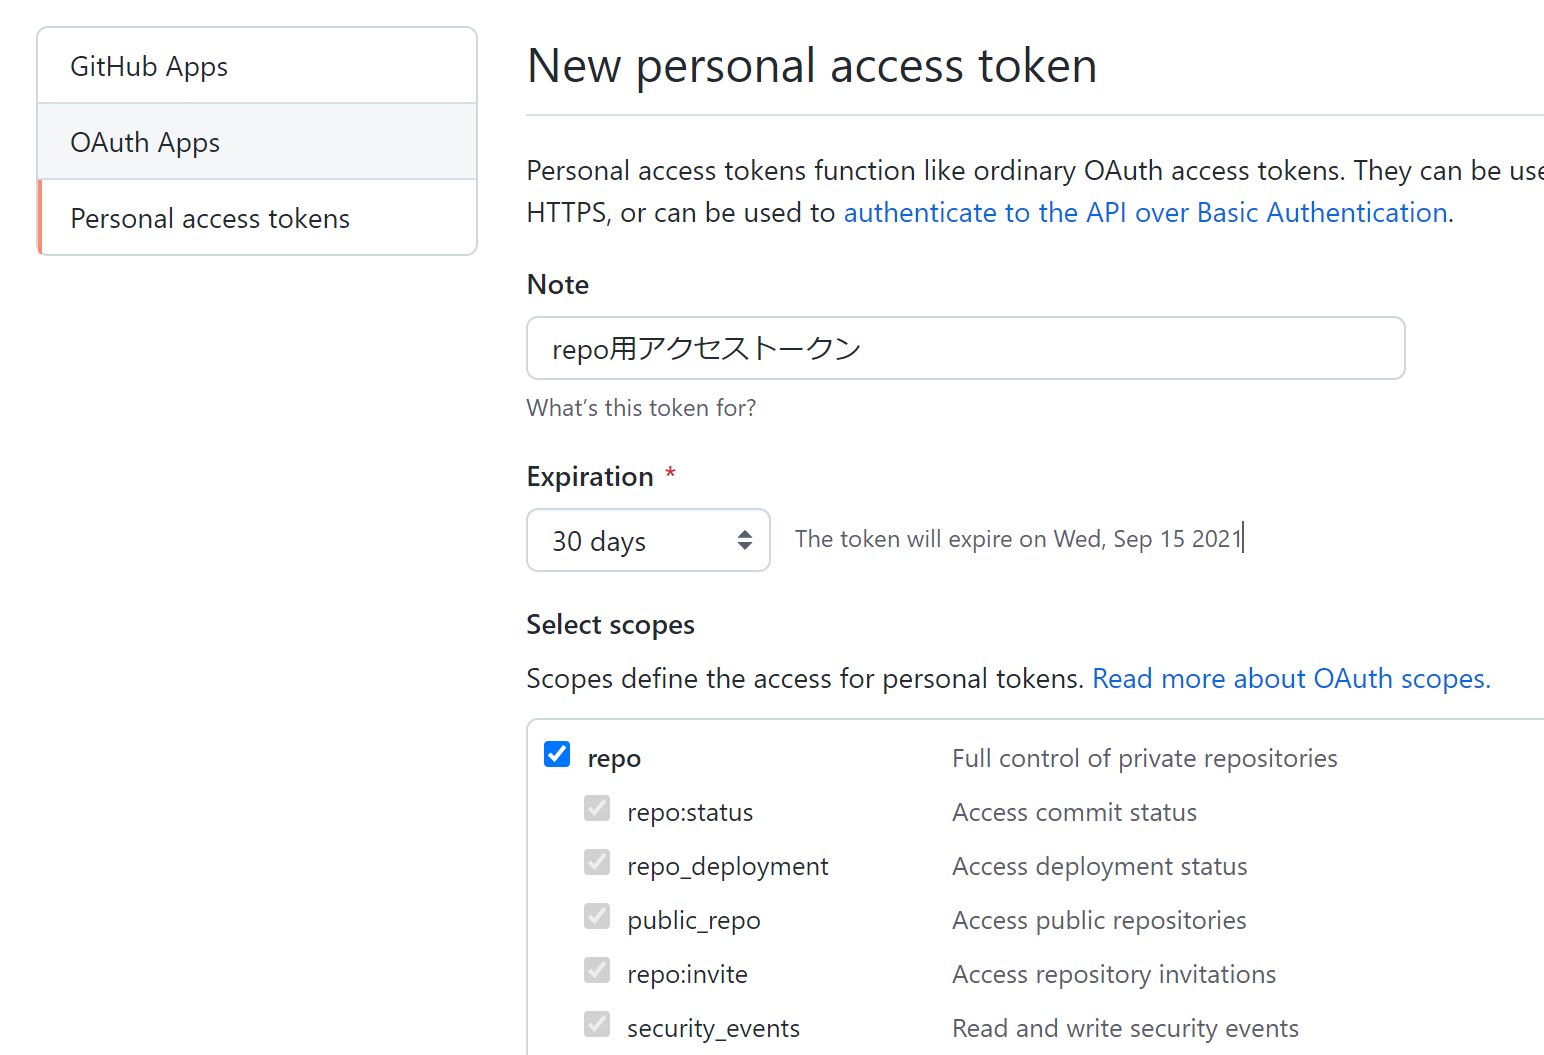 GitHub Apps
OAuth Apps
Personal access tokens
New personal access token
Personal access tokens function like ordinary OAuth access tokens. They can be
HTTPS, or can be used to authenticate to the API over Basic Authentication.
Note
repo用アクセストークン
What's this token for?
Expiration *
30 days
The token will expire on Wed, Sep 15 2021
Select scopes
Scopes define the access for personal tokens. Read more about OAuth scopes.
repo Full control of private repositories
repo:status Access commit status
repo_deployment Access deployment status
public_repo Access public repositories
repo:invite Access repository invitations
security_events Read and write security events